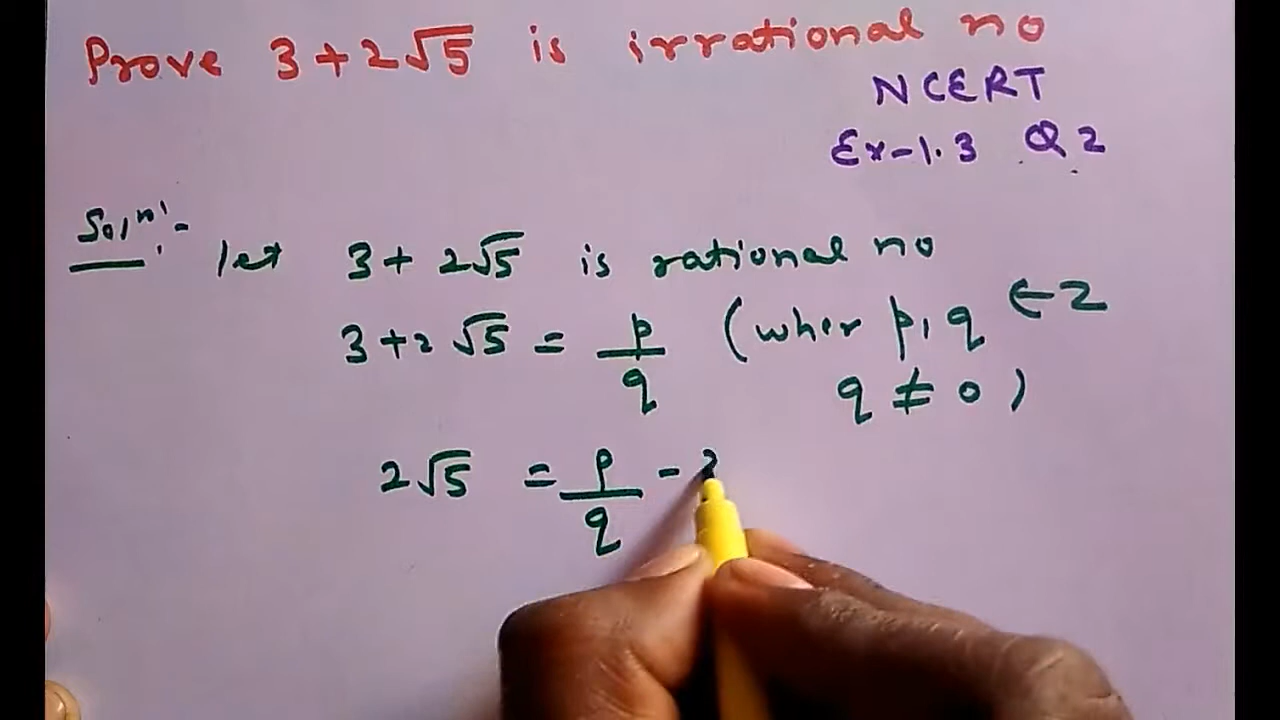 Prove 3+2√5 is irrational no
NCERT
Ex-1.3 Q2
Solⁿ:-
let 3+2√5 is rational no
3+2√5 = p/q (wher p, q ∈ Z
q ≠ 0)
2√5 = p/q - 3